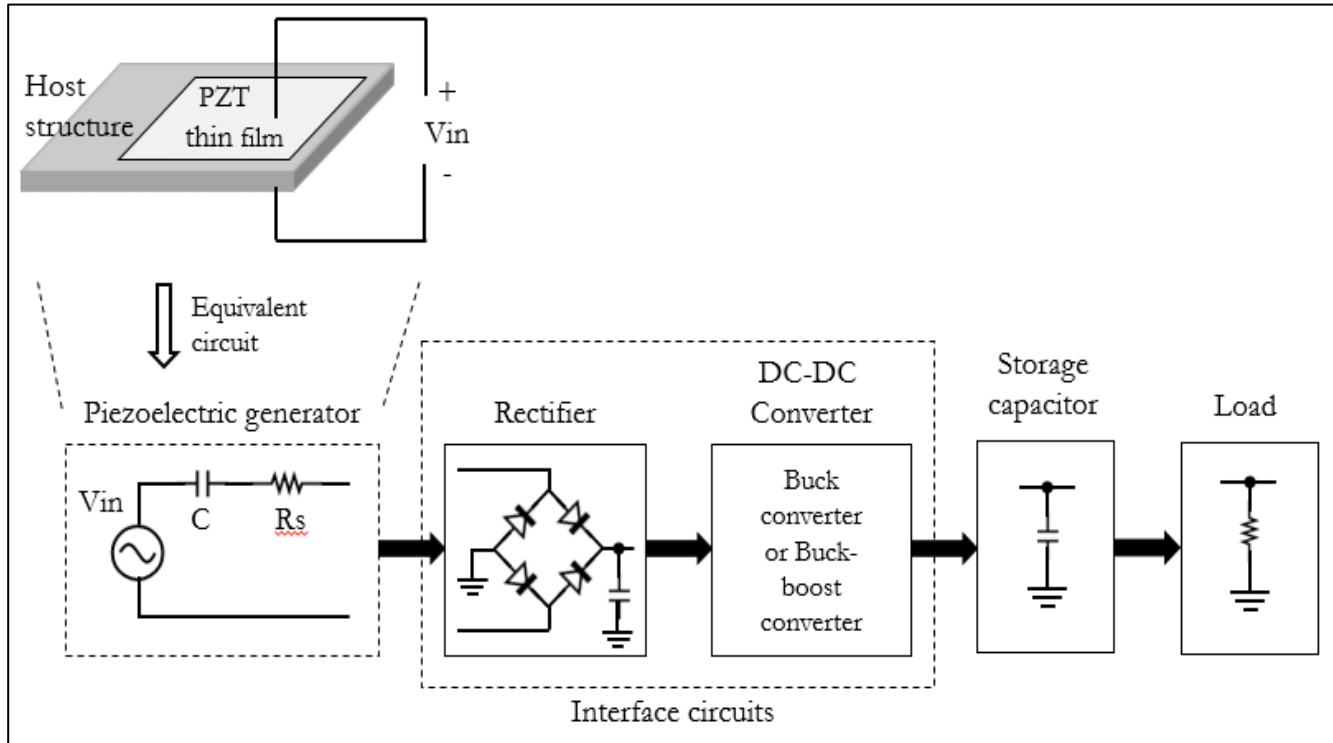 Host
structure
PZT
thin film
+
Vin
-
Equivalent
circuit
Piezoelectric generator
Vin
C
Rs
Rectifier
DC-DC
Converter
Buck
converter
or Buck-
boost
converter
Interface circuits
Storage
capacitor
Load